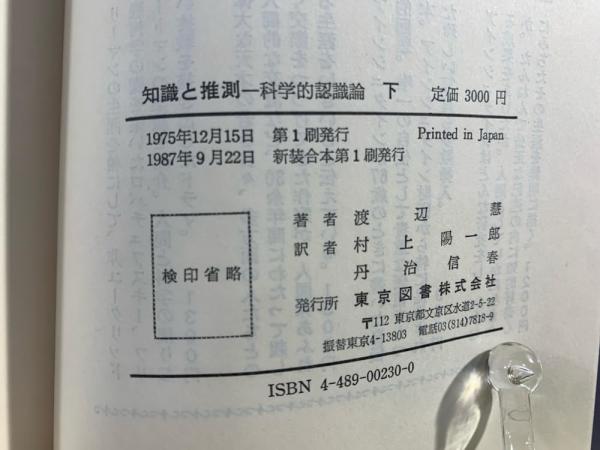 知識と推測—科学的認識論 下 定価 3000 円
1975年12月15日 第1刷発行 Printed in Japan
1987年9月22日 新装合本第1刷発行
検印省略
著者 渡辺慧
訳者 村上陽一郎
丹治信春
発行所 東京図書株式会社
〒112 東京都文京区水道2-5-22
振替東京4-13803 電話03(814)7818-9
ISBN 4-489-00230-0